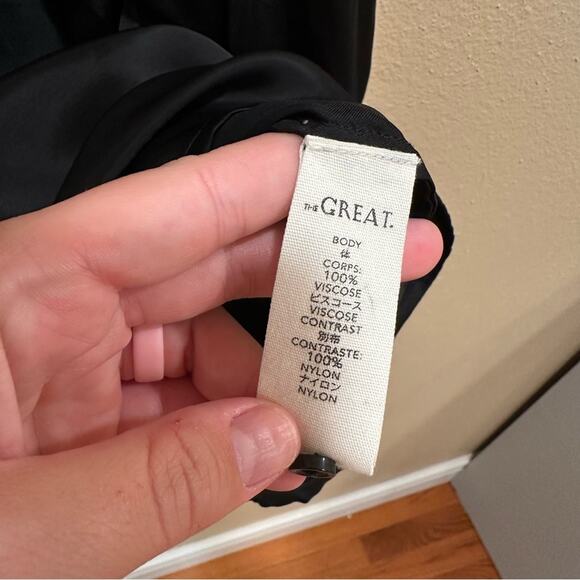 THE GREAT.
BODY
体
CORPS:
100%
VISCOSE
ビスコース
VISCOSE
CONTRAST
別布
CONTRASTE:
100%
NYLON
ナイロン
NYLON